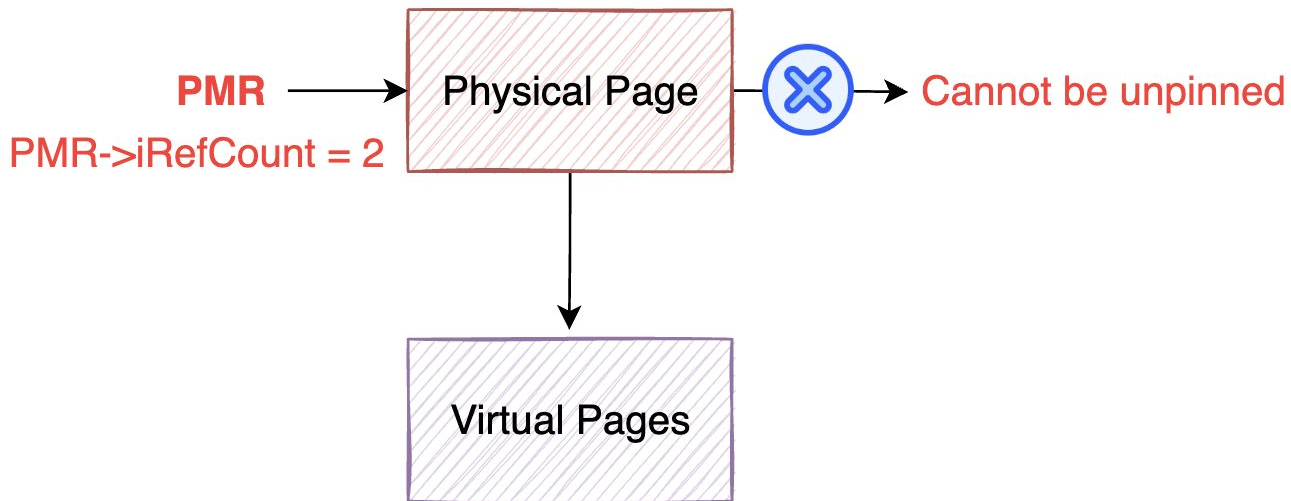 PMR
Physical Page
Cannot be unpinned
PMR->iRefCount = 2
Virtual Pages